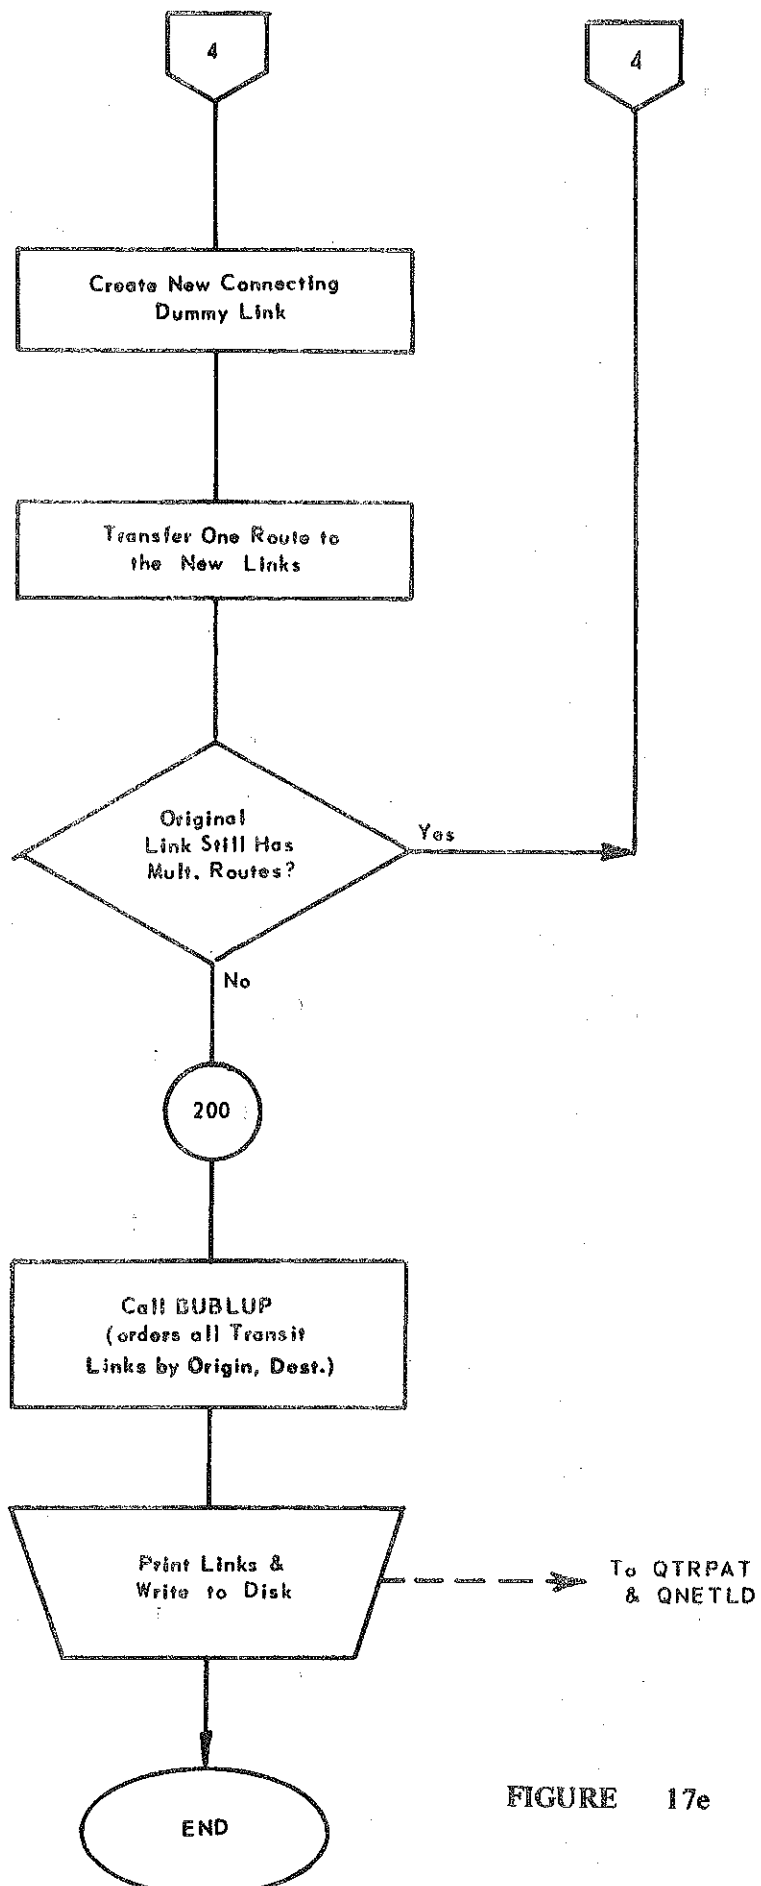 4
4
Create New Connecting
Dummy Link
Transfer One Route to
the New Links
Original
Link Still Has
Mult. Routes?
Yes
No
200
Call BUBLUP
(orders all Transit
Links by Origin, Dest.)
Print Links &
Write to Disk
To QTRPAT
& QNETLD
END
FIGURE 17e